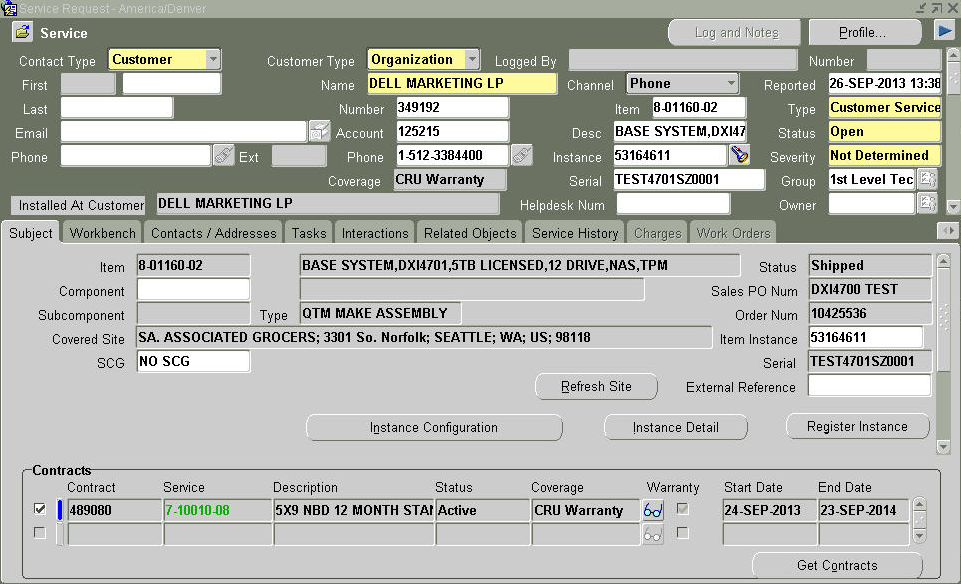 Service Request - America/Denver
Service Log and Notes Profile...
Contact Type Customer Customer Type Organization Logged By Number
First Name DELL MARKETING LP Channel Phone Reported 26-SEP-2013 13:38
Last Number 349192 Item 8-01160-02 Type Customer Service
Email Account 125215 Desc BASE SYSTEM,DXI47 Status Open
Phone Ext Phone 1-512-3384400 Instance 53164611 Severity Not Determined
Coverage CRU Warranty Serial TEST4701SZ0001 Group 1st Level Tec
Installed At Customer DELL MARKETING LP Helpdesk Num Owner
Subject Workbench Contacts / Addresses Tasks Interactions Related Objects Service History Charges Work Orders
Item 8-01160-02 BASE SYSTEM,DXI4701,5TB LICENSED,12 DRIVE,NAS,TPM Status Shipped
Component Sales PO Num DXI4700 TEST
Subcomponent Type QTM MAKE ASSEMBLY Order Num 10425536
Covered Site SA. ASSOCIATED GROCERS; 3301 So. Norfolk; SEATTLE; WA; US; 98118 Item Instance 53164611
SCG NO SCG Serial TEST4701SZ0001
Refresh Site External Reference
Instance Configuration Instance Detail Register Instance
Contracts
Contract Service Description Status Coverage Warranty Start Date End Date
489080 7-10010-08 5X9 NBD 12 MONTH STAN Active CRU Warranty 24-SEP-2013 23-SEP-2014
Get Contracts